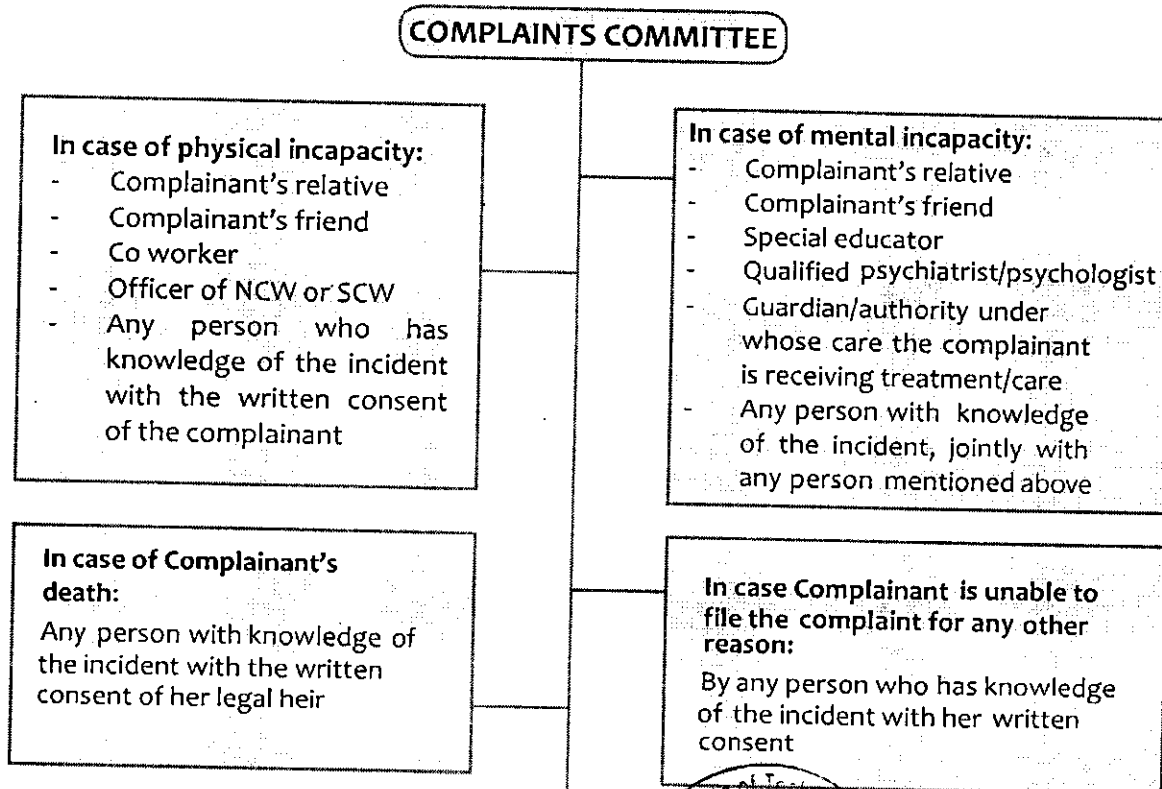 COMPLAINTS COMMITTEE
In case of physical incapacity:
- Complainant's relative
- Complainant's friend
- Co worker
- Officer of NCW or SCW
- Any person who has
knowledge of the incident
with the written consent
of the complainant
In case of mental incapacity:
- Complainant's relative
- Complainant's friend
- Special educator
- Qualified psychiatrist/psychologist
- Guardian/authority under
whose care the complainant
is receiving treatment/care
- Any person with knowledge
of the incident, jointly with
any person mentioned above
In case of Complainant's
death:
Any person with knowledge of
the incident with the written
consent of her legal heir
In case Complainant is unable to
file the complaint for any other
reason:
By any person who has knowledge
of the incident with her written
consent